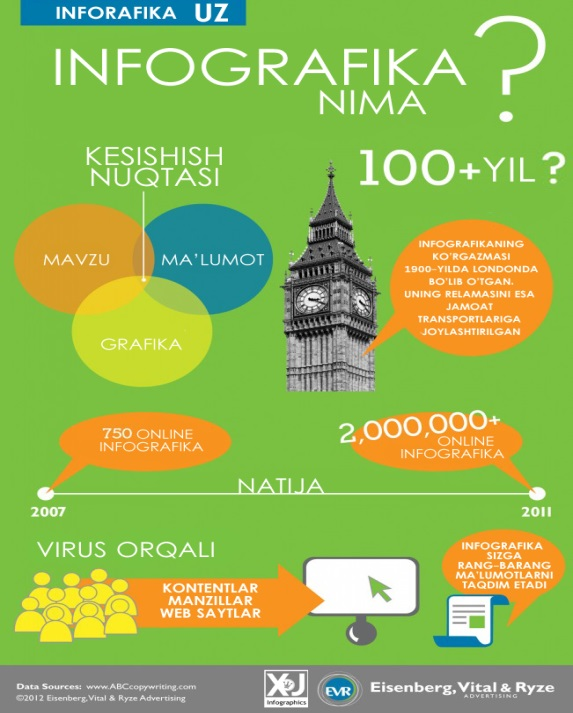 INFORAFIKA UZ
INFOGRAFIKA
NIMA ?
KESISHISH
NUQTASI
MAVZU
MA'LUMOT
GRAFIKA
100+YIL?
INFOGRAFIKANING
KO'RGAZMASI
1900-YILDA LONDONDA
BO'LIB O'TGAN.
UNING RELAMASINI ESA
JAMOAT
TRANSPORTLARIGA
JOYLASHTIRILGAN
750 ONLINE
INFOGRAFIKA
2,000,000+
ONLINE
INFOGRAFIKA
NATIJA
2007
2011
VIRUS ORQALI
KONTENTLAR
MANZILLAR
WEB SAYTLAR
INFOGRAFIKA
SIZGA
RANG-BARANG
MA'LUMOTLARNI
TAQDIM ETADI
Data Sources: www.ABCcopywriting.com
©2012 Eisenberg, Vital & Ryze Advertising
Infographics
EVR
Eisenberg, Vital & Ryze
ADVERTISING